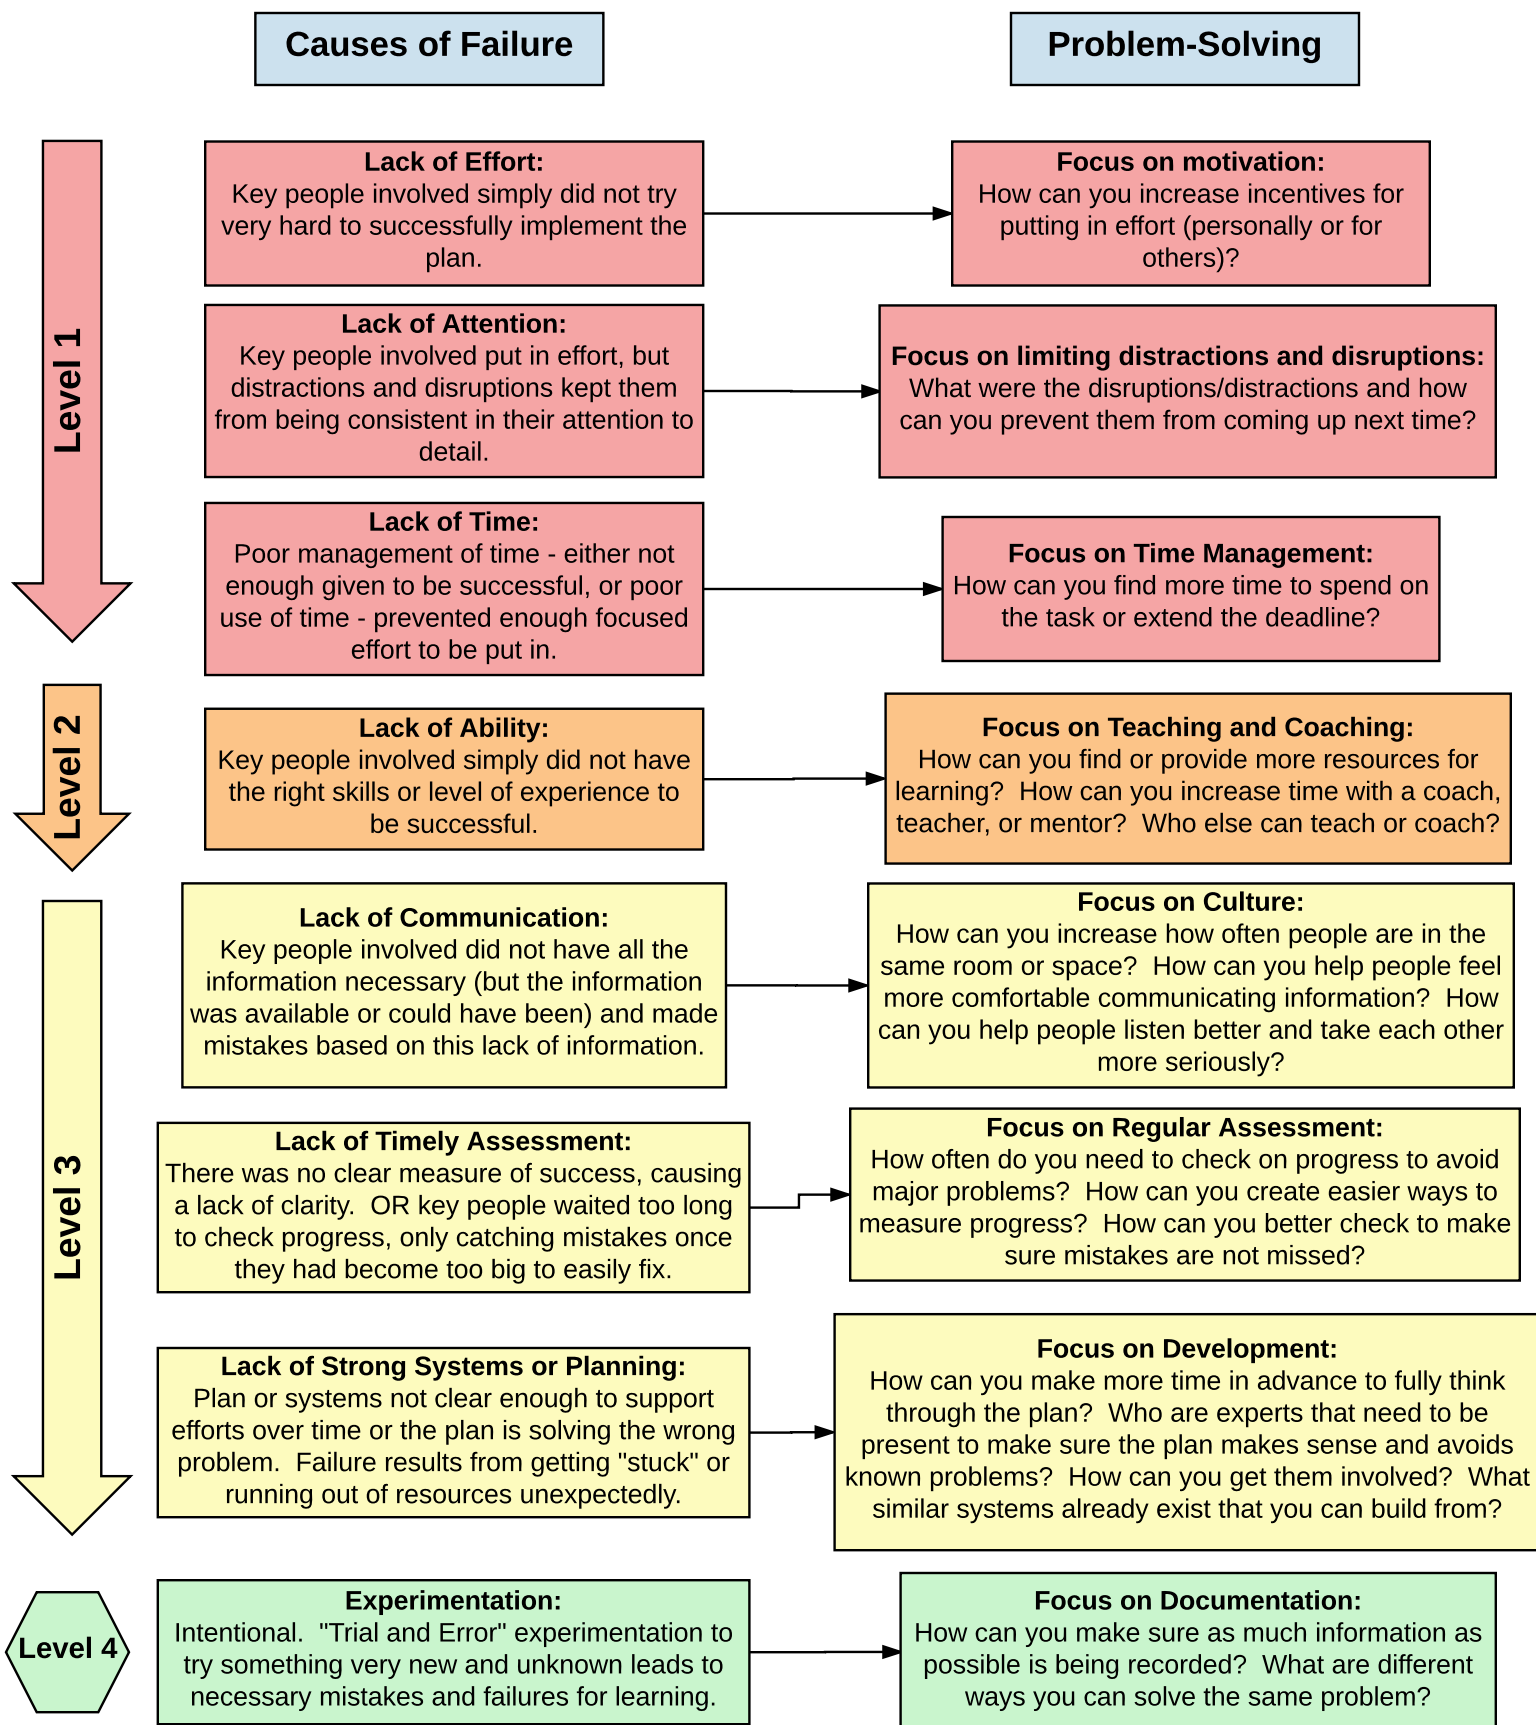 Causes of Failure
Problem-Solving
Level 1
Lack of Effort:
Key people involved simply did not try
very hard to successfully implement the
plan.
Focus on motivation:
How can you increase incentives for
putting in effort (personally or for
others)?
Lack of Attention:
Key people involved put in effort, but
distractions and disruptions kept them
from being consistent in their attention to
detail.
Focus on limiting distractions and disruptions:
What were the disruptions/distractions and how
can you prevent them from coming up next time?
Lack of Time:
Poor management of time - either not
enough given to be successful, or poor
use of time - prevented enough focused
effort to be put in.
Focus on Time Management:
How can you find more time to spend on
the task or extend the deadline?
Level 2
Lack of Ability:
Key people involved simply did not have
the right skills or level of experience to
be successful.
Focus on Teaching and Coaching:
How can you find or provide more resources for
learning?  How can you increase time with a coach,
teacher, or mentor?  Who else can teach or coach?
Level 3
Lack of Communication:
Key people involved did not have all the
information necessary (but the information
was available or could have been) and made
mistakes based on this lack of information.
Focus on Culture:
How can you increase how often people are in the
same room or space?  How can you help people feel
more comfortable communicating information?  How
can you help people listen better and take each other
more seriously?
Lack of Timely Assessment:
There was no clear measure of success, causing
a lack of clarity.  OR key people waited too long
to check progress, only catching mistakes once
they had become too big to easily fix.
Focus on Regular Assessment:
How often do you need to check on progress to avoid
major problems?  How can you create easier ways to
measure progress?  How can you better check to make
sure mistakes are not missed?
Lack of Strong Systems or Planning:
Plan or systems not clear enough to support
efforts over time or the plan is solving the wrong
problem.  Failure results from getting "stuck" or
running out of resources unexpectedly.
Focus on Development:
How can you make more time in advance to fully think
through the plan?  Who are experts that need to be
present to make sure the plan makes sense and avoids
known problems?  How can you get them involved?  What
similar systems already exist that you can build from?
Level 4
Experimentation:
Intentional.  "Trial and Error" experimentation to
try something very new and unknown leads to
necessary mistakes and failures for learning.
Focus on Documentation:
How can you make sure as much information as
possible is being recorded?  What are different
ways you can solve the same problem?